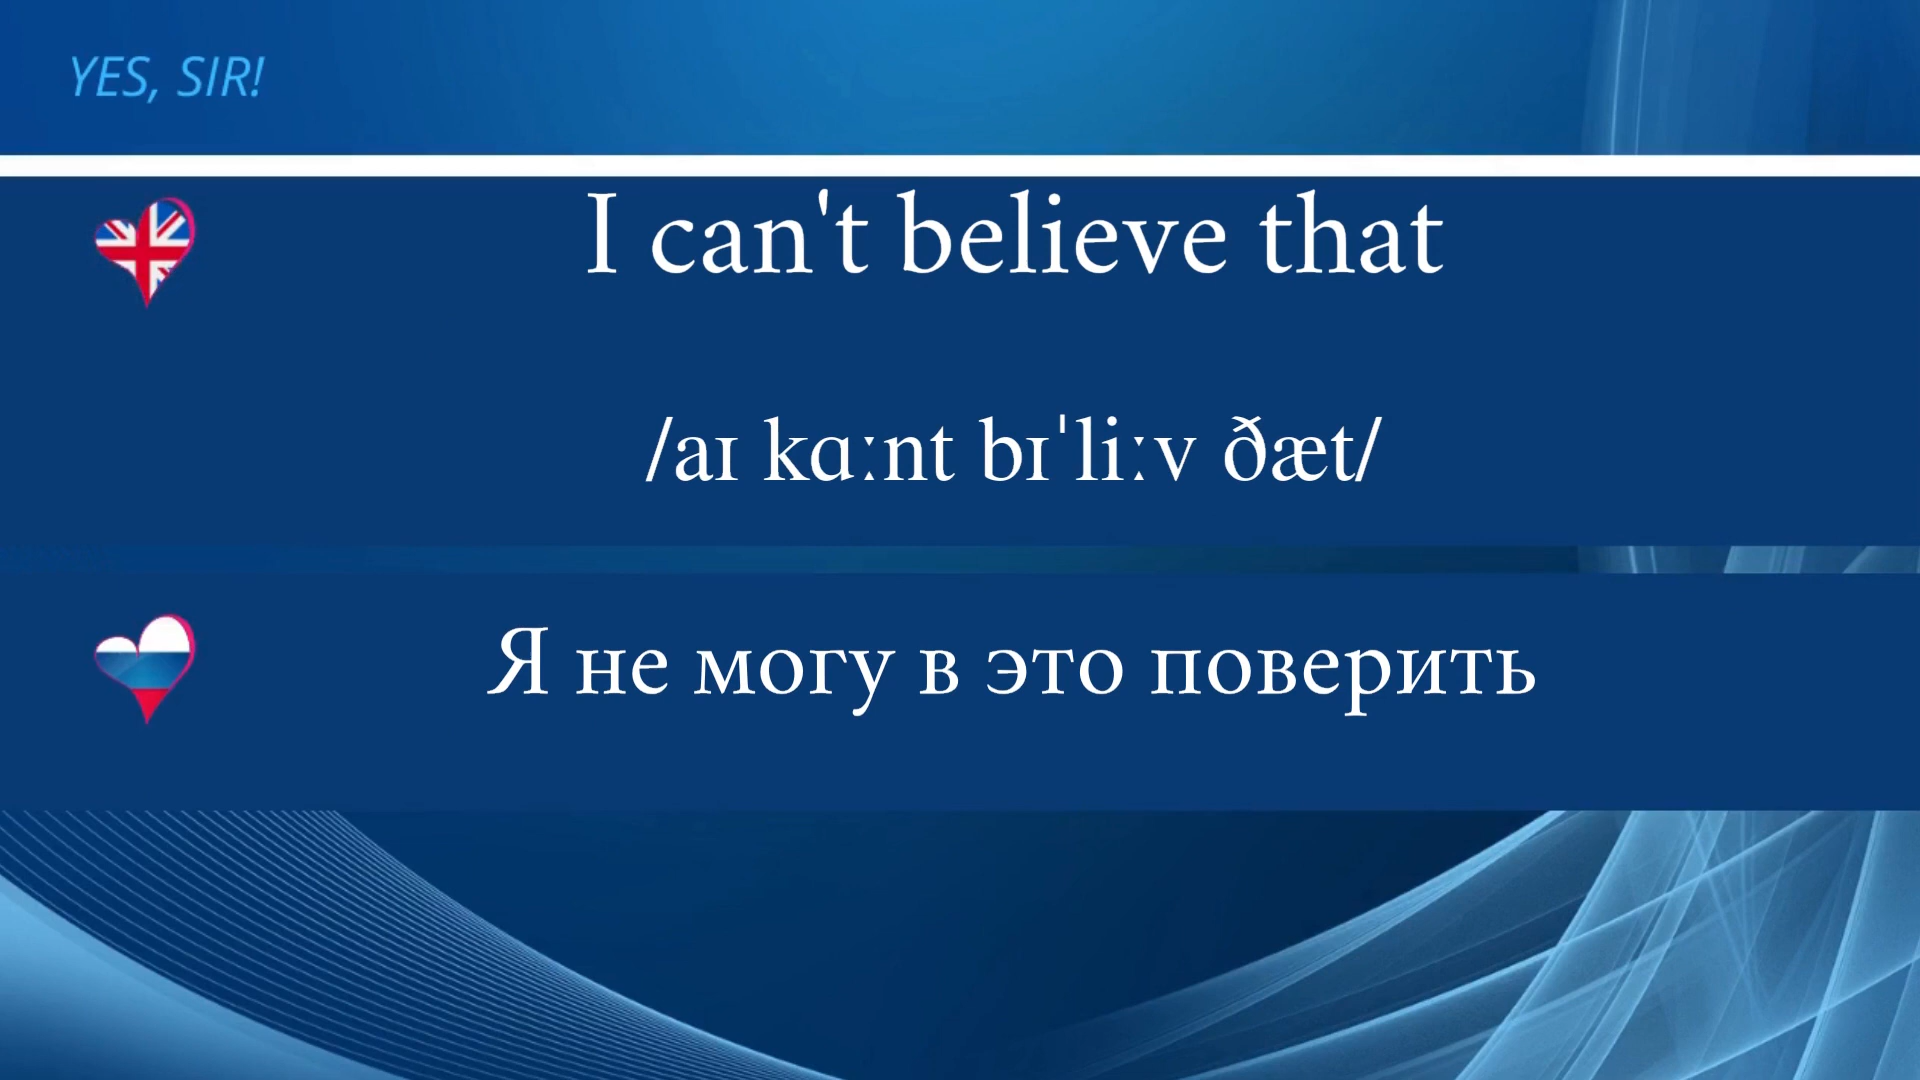 YES, SIR!
I can't believe that
/aɪ kɑːnt bɪˈliːv ðæt/
Я не могу в это поверить